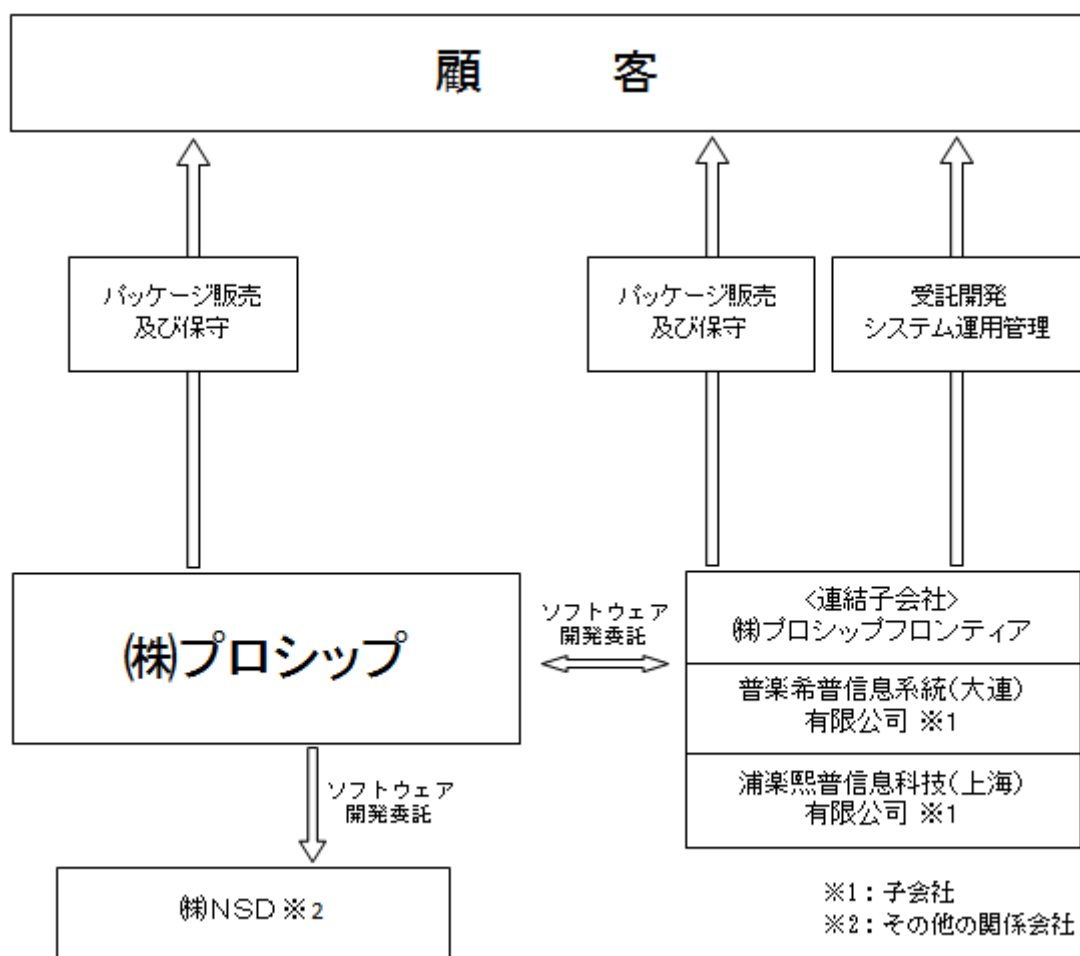 顧　客
パッケージ販売
及び保守
パッケージ販売
及び保守
受託開発
システム運用管理
㈱プロシップ
ソフトウェア
開発委託
<連結子会社>
㈱プロシップフロンティア
普楽希普信息系統(大連)
有限公司 ※1
浦楽熙普信息科技(上海)
有限公司 ※1
ソフトウェア
開発委託
㈱NSD※2
※1：子会社
※2：その他の関係会社